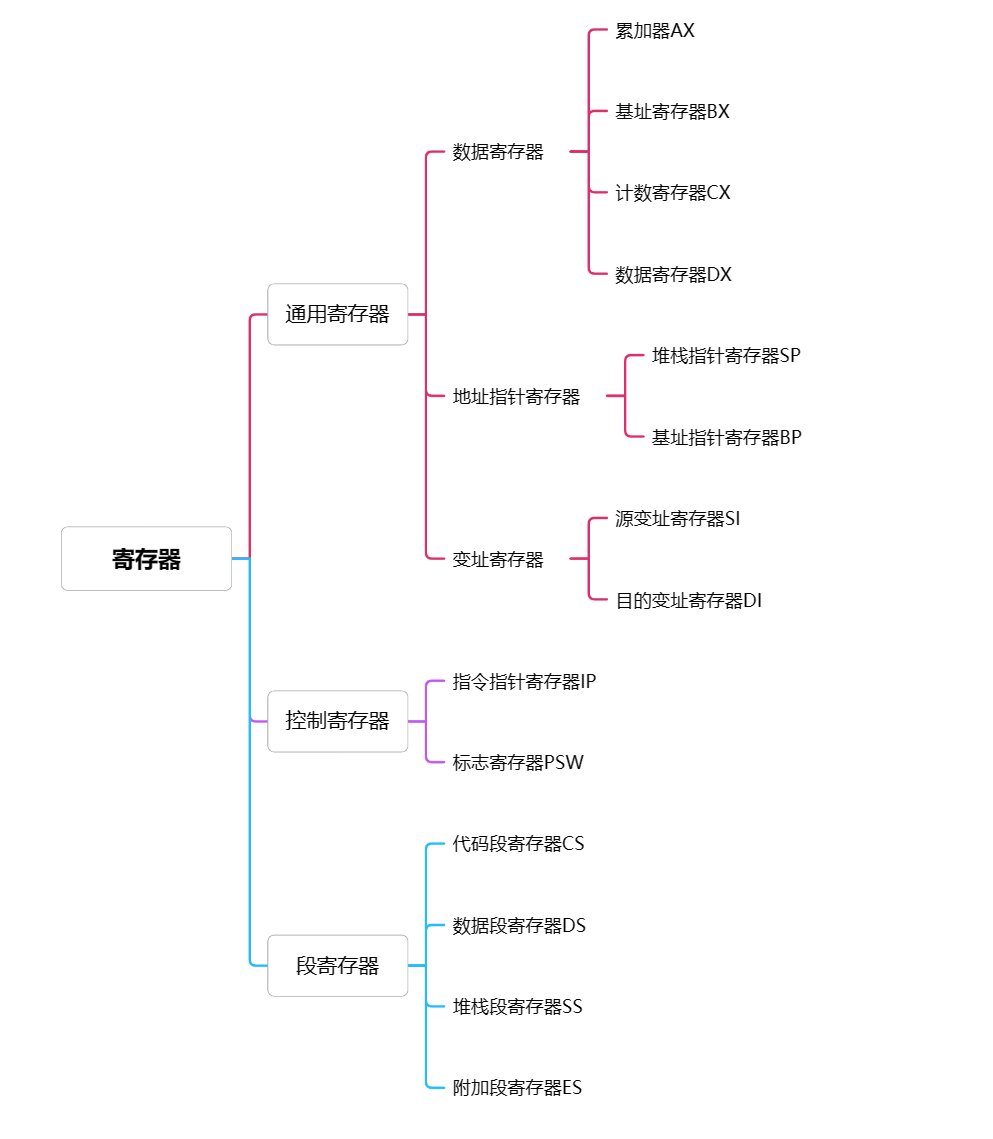 寄存器
通用寄存器
数据寄存器
累加器AX
基址寄存器BX
计数寄存器CX
数据寄存器DX
地址指针寄存器
堆栈指针寄存器SP
基址指针寄存器BP
变址寄存器
源变址寄存器SI
目的变址寄存器DI
控制寄存器
指令指针寄存器IP
标志寄存器PSW
段寄存器
代码段寄存器CS
数据段寄存器DS
堆栈段寄存器SS
附加段寄存器ES